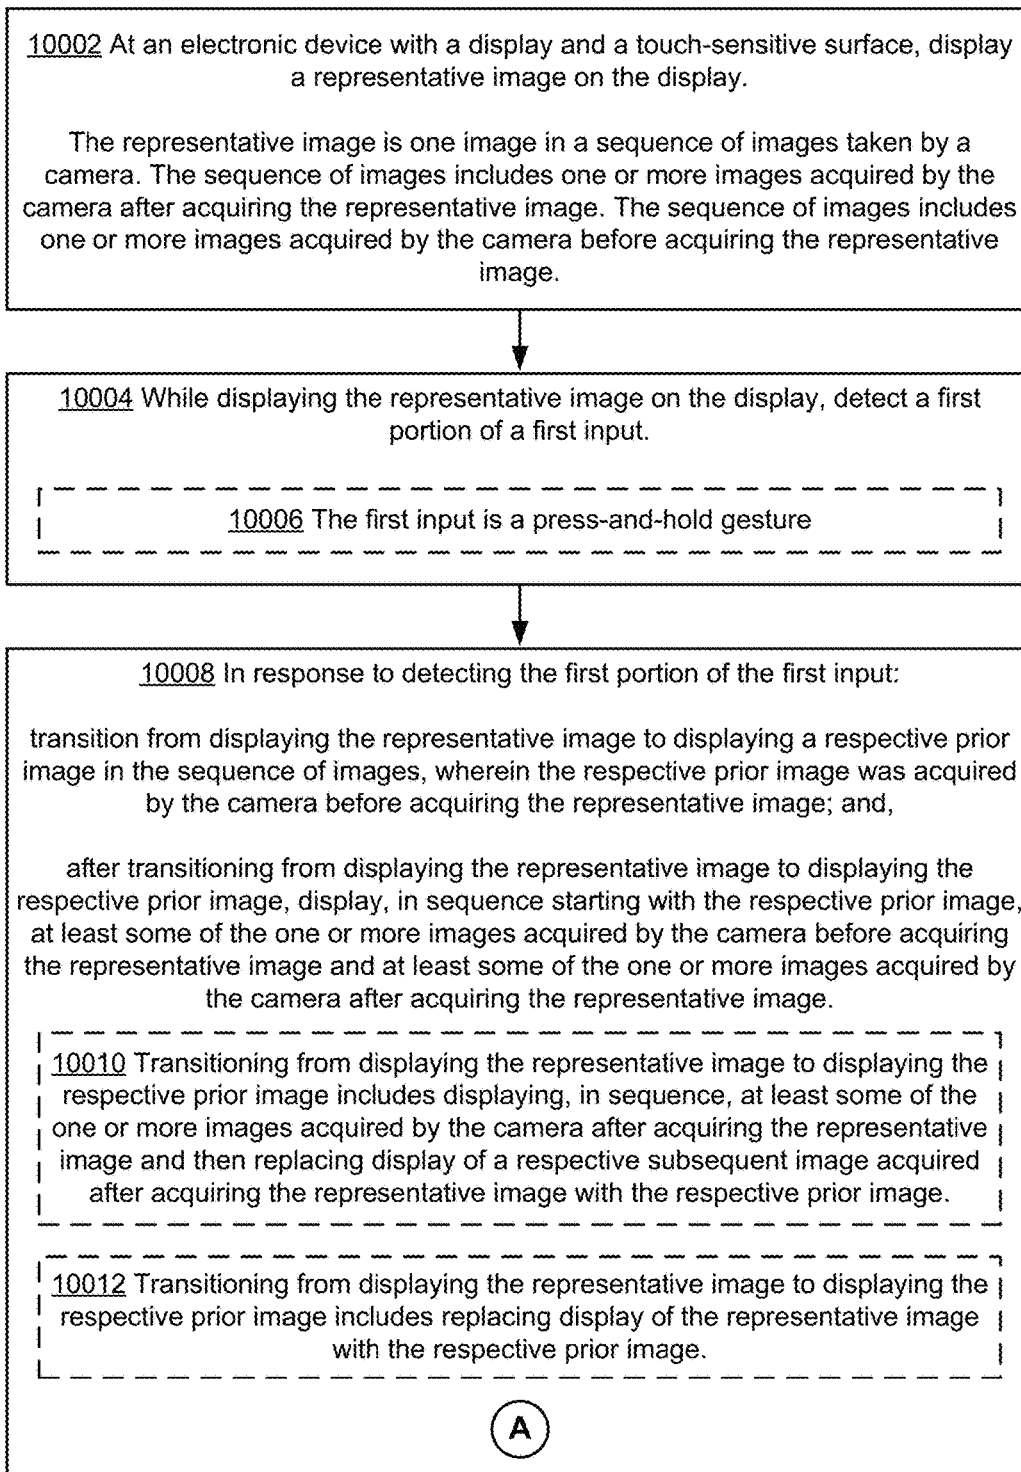 10002 At an electronic device with a display and a touch-sensitive surface, display
a representative image on the display.
The representative image is one image in a sequence of images taken by a
camera. The sequence of images includes one or more images acquired by the
camera after acquiring the representative image. The sequence of images includes
one or more images acquired by the camera before acquiring the representative
image.
10004 While displaying the representative image on the display, detect a first
portion of a first input.
10006 The first input is a press-and-hold gesture
10008 In response to detecting the first portion of the first input:
transition from displaying the representative image to displaying a respective prior
image in the sequence of images, wherein the respective prior image was acquired
by the camera before acquiring the representative image; and,
after transitioning from displaying the representative image to displaying the
respective prior image, display, in sequence starting with the respective prior image,
at least some of the one or more images acquired by the camera before acquiring
the representative image and at least some of the one or more images acquired by
the camera after acquiring the representative image.
10010 Transitioning from displaying the representative image to displaying the
respective prior image includes displaying, in sequence, at least some of the
one or more images acquired by the camera after acquiring the representative
image and then replacing display of a respective subsequent image acquired
after acquiring the representative image with the respective prior image.
10012 Transitioning from displaying the representative image to displaying the
respective prior image includes replacing display of the representative image
with the respective prior image.
A